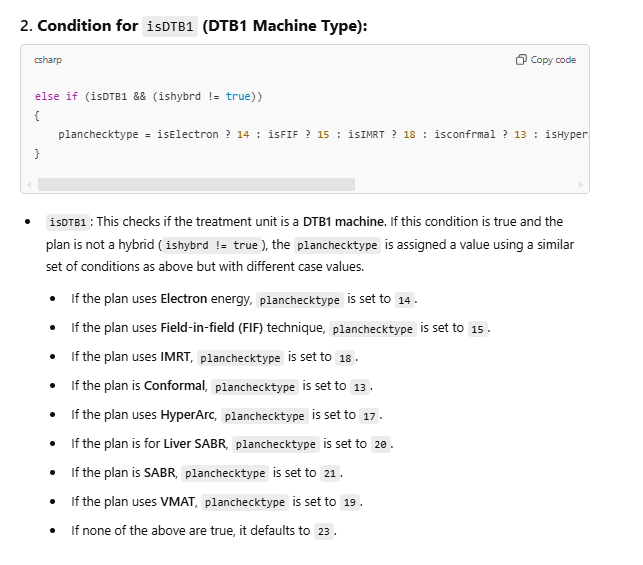 2. Condition for isDTB1 (DTB1 Machine Type):
csharp
Copy code
else if (isDTB1 && (ishybrd != true))
{
planchecktype = isElectron ? 14 : isFIF ? 15 : isIMRT ? 18 : isconfrmal ? 13 : isHyper
}
• isDTB1: This checks if the treatment unit is a DTB1 machine. If this condition is true and the
plan is not a hybrid (ishybrd != true), the planchecktype is assigned a value using a similar
set of conditions as above but with different case values.
• If the plan uses Electron energy, planchecktype is set to 14.
• If the plan uses Field-in-field (FIF) technique, planchecktype is set to 15.
• If the plan uses IMRT, planchecktype is set to 18.
• If the plan is Conformal, planchecktype is set to 13.
• If the plan uses HyperArc, planchecktype is set to 17.
• If the plan is for Liver SABR, planchecktype is set to 20.
• If the plan is SABR, planchecktype is set to 21.
• If the plan uses VMAT, planchecktype is set to 19.
• If none of the above are true, it defaults to 23.